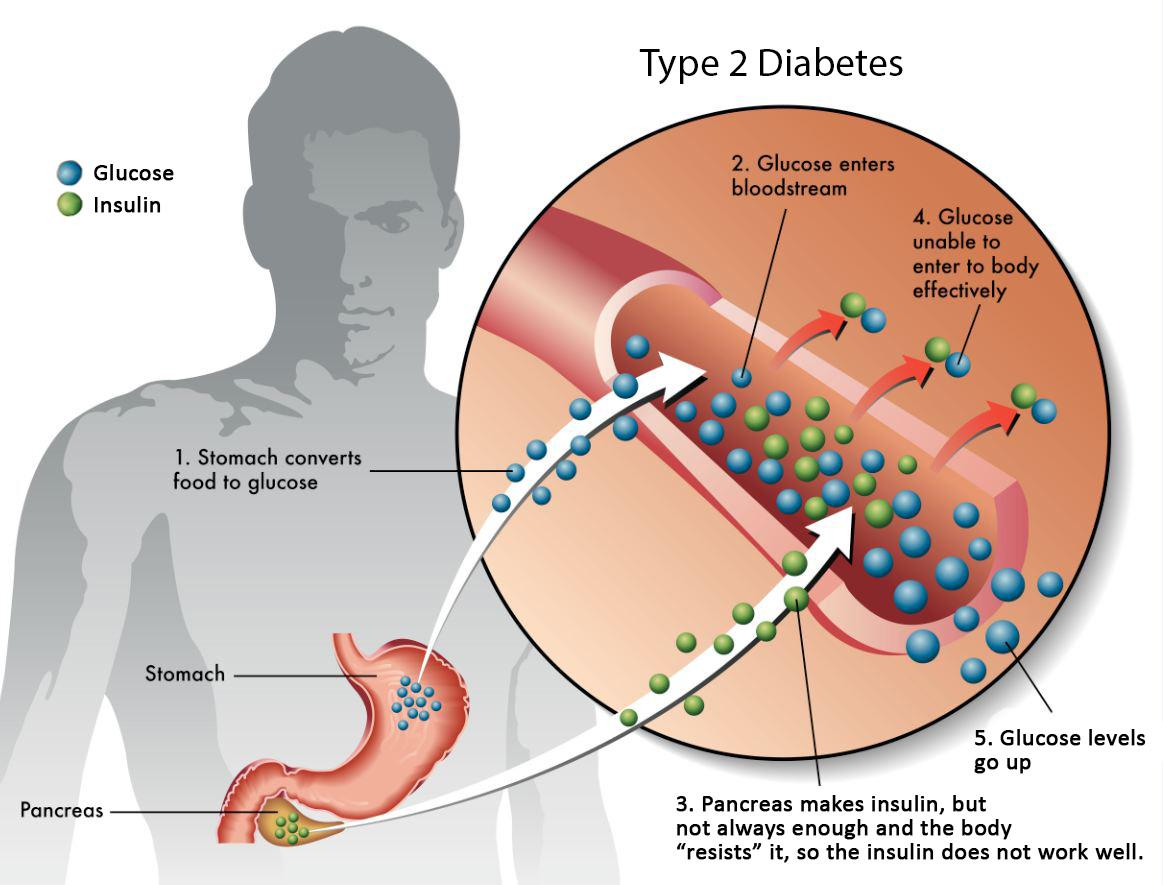 Type 2 Diabetes
Glucose
Insulin
2. Glucose enters
bloodstream
4. Glucose
unable to
enter to body
effectively
1. Stomach converts
food to glucose
Stomach
Pancreas
5. Glucose levels
go up
3. Pancreas makes insulin, but
not always enough and the body
“resists” it, so the insulin does not work well.